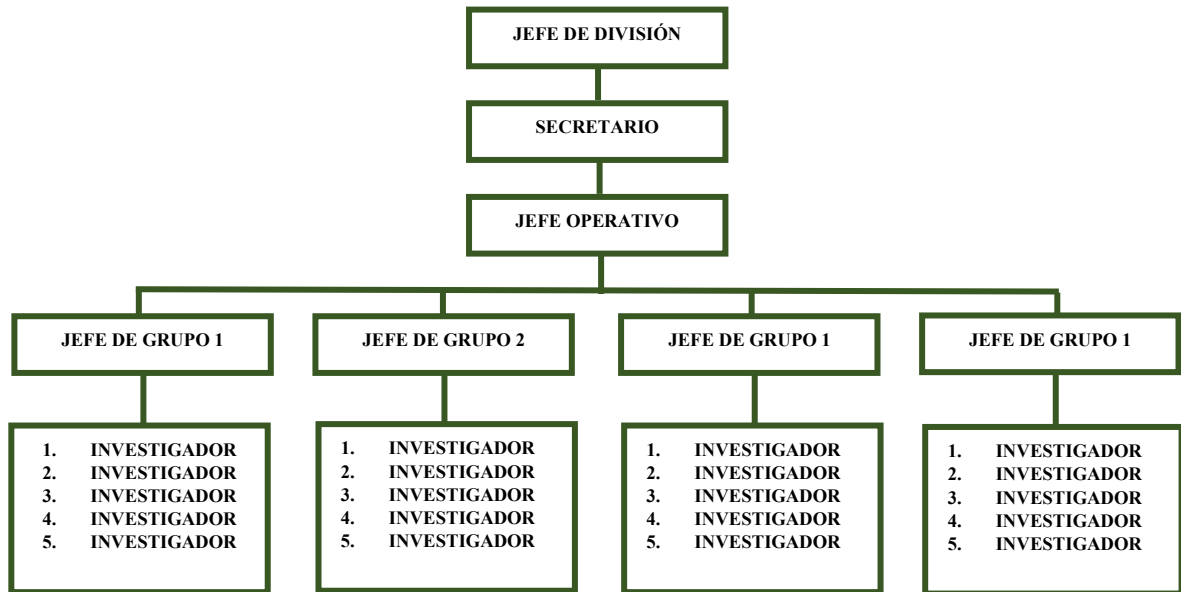 JEFE DE DIVISIÓN
SECRETARIO
JEFE OPERATIVO
JEFE DE GRUPO 1
JEFE DE GRUPO 2
JEFE DE GRUPO 1
JEFE DE GRUPO 1
1. INVESTIGADOR
2. INVESTIGADOR
3. INVESTIGADOR
4. INVESTIGADOR
5. INVESTIGADOR
1. INVESTIGADOR
2. INVESTIGADOR
3. INVESTIGADOR
4. INVESTIGADOR
5. INVESTIGADOR
1. INVESTIGADOR
2. INVESTIGADOR
3. INVESTIGADOR
4. INVESTIGADOR
5. INVESTIGADOR
1. INVESTIGADOR
2. INVESTIGADOR
3. INVESTIGADOR
4. INVESTIGADOR
5. INVESTIGADOR